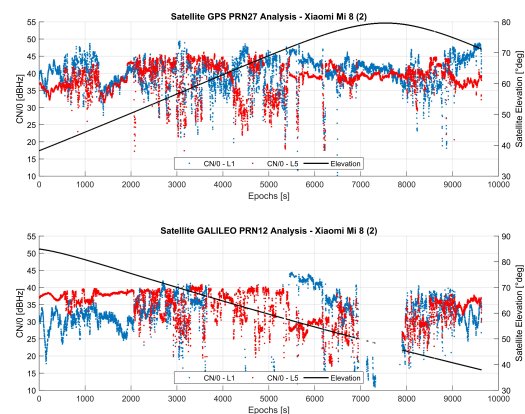 Satellite GPS PRN27 Analysis - Xiaomi Mi 8 (2)
55 50 45 40 35 30 25 20 15 10
CN/0 [dBHz]
80 70 60 50 40 30
Satellite Elevation [°deg]
CN/0 - L1 CN/0 - L5 Elevation
0 1000 2000 3000 4000 5000 6000 7000 8000 9000 10000
Epochs [s]
Satellite GALILEO PRN12 Analysis - Xiaomi Mi 8 (2)
55 50 45 40 35 30 25 20 15 10
CN/0 [dBHz]
90 80 70 60 50 40 30
Satellite Elevation [°deg]
CN/0 - L1 CN/0 - L5 Elevation
0 1000 2000 3000 4000 5000 6000 7000 8000 9000 10000
Epochs [s]